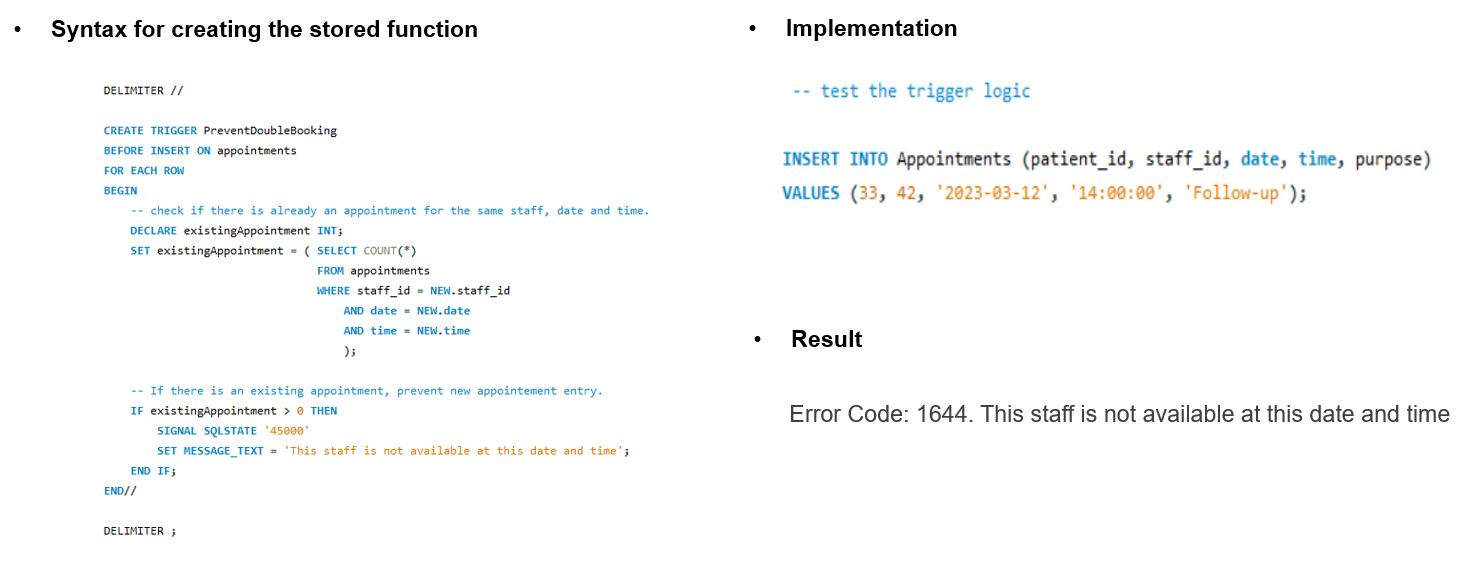 • Syntax for creating the stored function
DELIMITER //
CREATE TRIGGER PreventDoubleBooking
BEFORE INSERT ON appointments
FOR EACH ROW
BEGIN
-- check if there is already an appointment for the same staff, date and time.
DECLARE existingAppointment INT;
SET existingAppointment = ( SELECT COUNT(*)
FROM appointments
WHERE staff_id = NEW.staff_id
AND date = NEW.date
AND time = NEW.time
);
-- If there is an existing appointment, prevent new appointement entry.
IF existingAppointment > 0 THEN
SIGNAL SQLSTATE '45000'
SET MESSAGE_TEXT = 'This staff is not available at this date and time';
END IF;
END//
DELIMITER ;
• Implementation
-- test the trigger logic
INSERT INTO Appointments (patient_id, staff_id, date, time, purpose)
VALUES (33, 42, '2023-03-12', '14:00:00', 'Follow-up');
• Result
Error Code: 1644. This staff is not available at this date and time